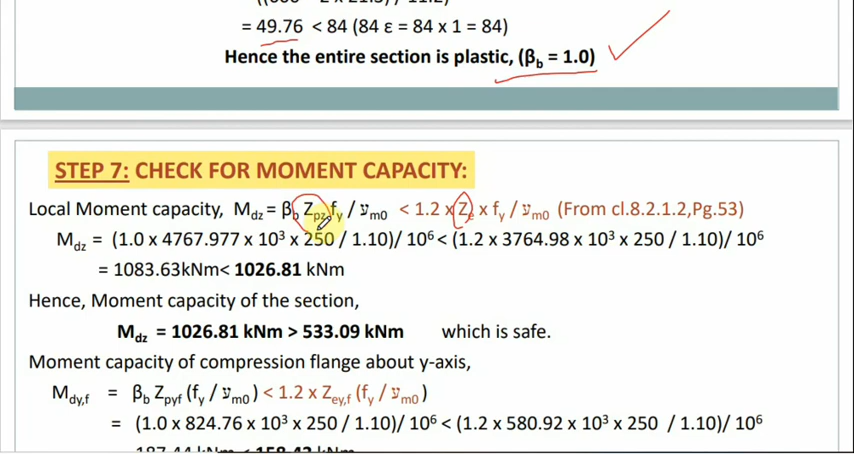 = 49.76 < 84 (84 ε = 84 x 1 = 84)
Hence the entire section is plastic, (βb = 1.0)
STEP 7: CHECK FOR MOMENT CAPACITY:
Local Moment capacity, Mdz = βb Zpz fy / ɣm0 < 1.2 x Ze x fy / ɣm0 (From cl.8.2.1.2,Pg.53)
Mdz = (1.0 x 4767.977 x 10³ x 250 / 1.10)/ 10⁶ < (1.2 x 3764.98 x 10³ x 250 / 1.10)/ 10⁶
= 1083.63kNm< 1026.81 kNm
Hence, Moment capacity of the section,
Mdz = 1026.81 kNm > 533.09 kNm which is safe.
Moment capacity of compression flange about y-axis,
Mdy,f = βb Zpyf (fy / ɣm0) < 1.2 x Zey,f (fy / ɣm0)
= (1.0 x 824.76 x 10³ x 250 / 1.10)/ 10⁶ < (1.2 x 580.92 x 10³ x 250 / 1.10)/ 10⁶